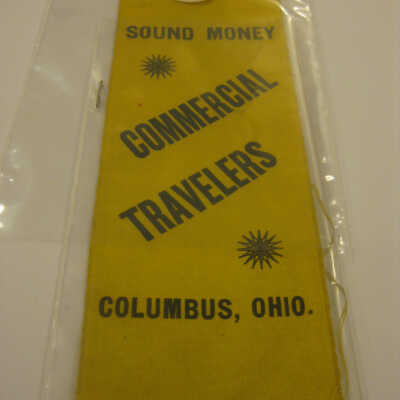 SOUND MONEY
COMMERCIAL
TRAVELERS
COLUMBUS, OHIO.